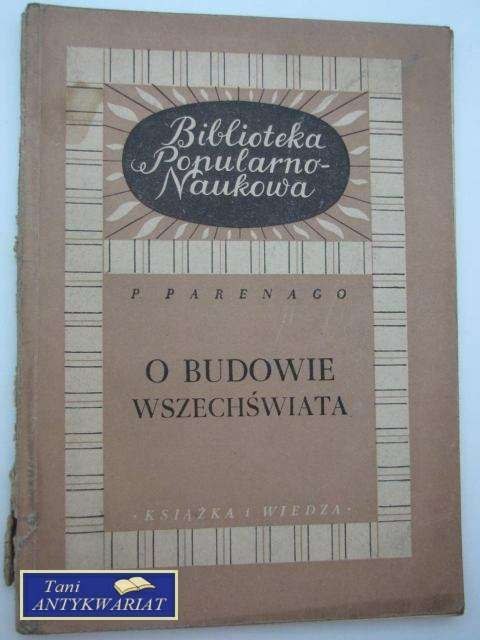 Biblioteka
Popularno-
Naukowa
P PARENAGO
O BUDOWIE
WSZECHŚWIATA
· KSIĄŻKA i WIEDZA ·
Tani
ANTYKWARIAT